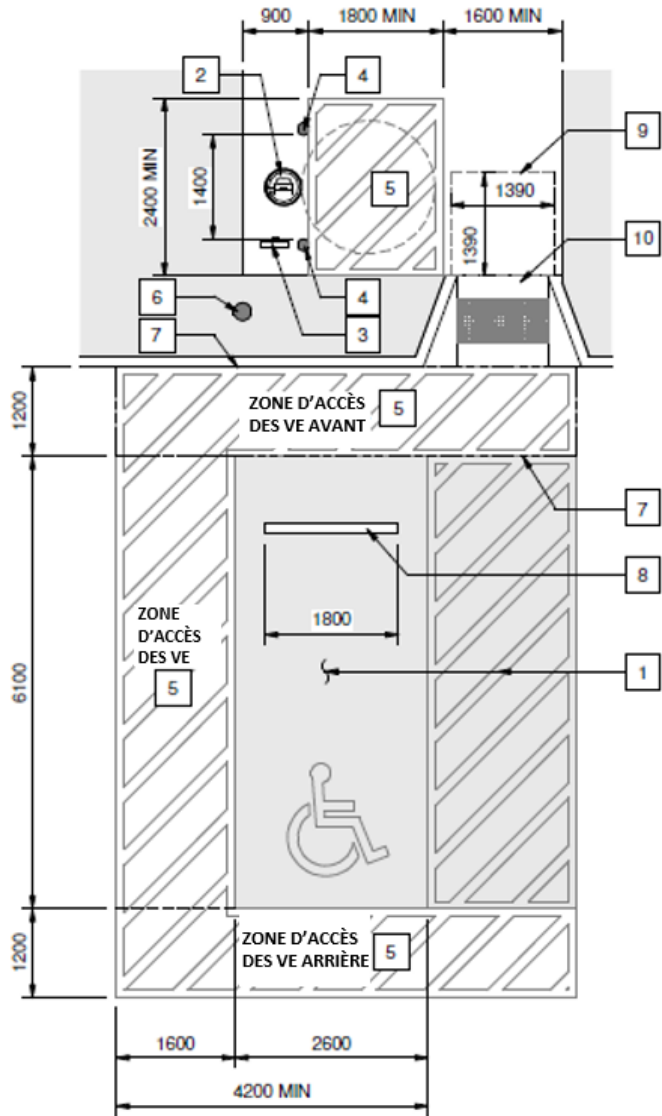 900
1800 MIN
1600 MIN
2
4
9
2400 MIN
1400
5
1390
1390
10
6
4
7
3
1200
ZONE D'ACCÈS
DES VE AVANT
5
7
8
1800
ZONE
D'ACCÈS
DES VE
5
6100
1
1200
ZONE D'ACCÈS
DES VE ARRIÈRE
5
1600
2600
4200 MIN